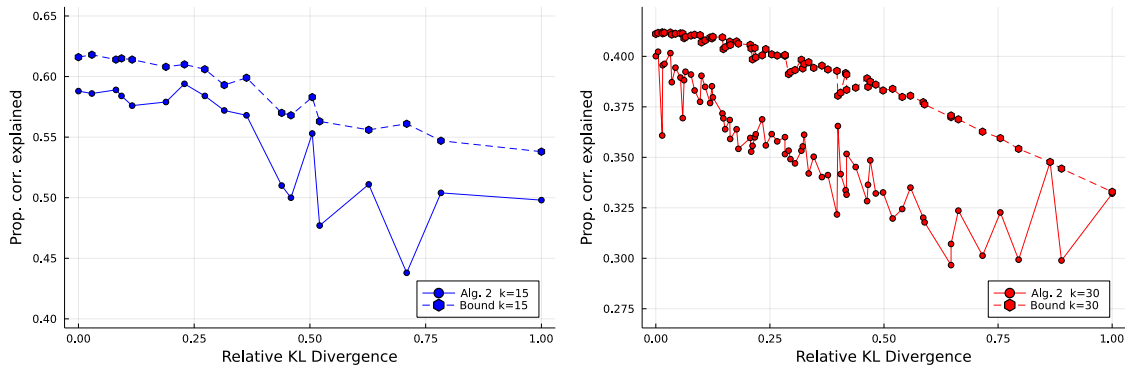 Prop. corr. explained
0.65
0.60
0.55
0.50
0.45
0.40
0.00
0.25
0.50
0.75
1.00
Relative KL Divergence
Alg. 2 k=15
Bound k=15
Prop. corr. explained
0.400
0.375
0.350
0.325
0.300
0.275
0.00
0.25
0.50
0.75
1.00
Relative KL Divergence
Alg. 2 k=30
Bound k=30